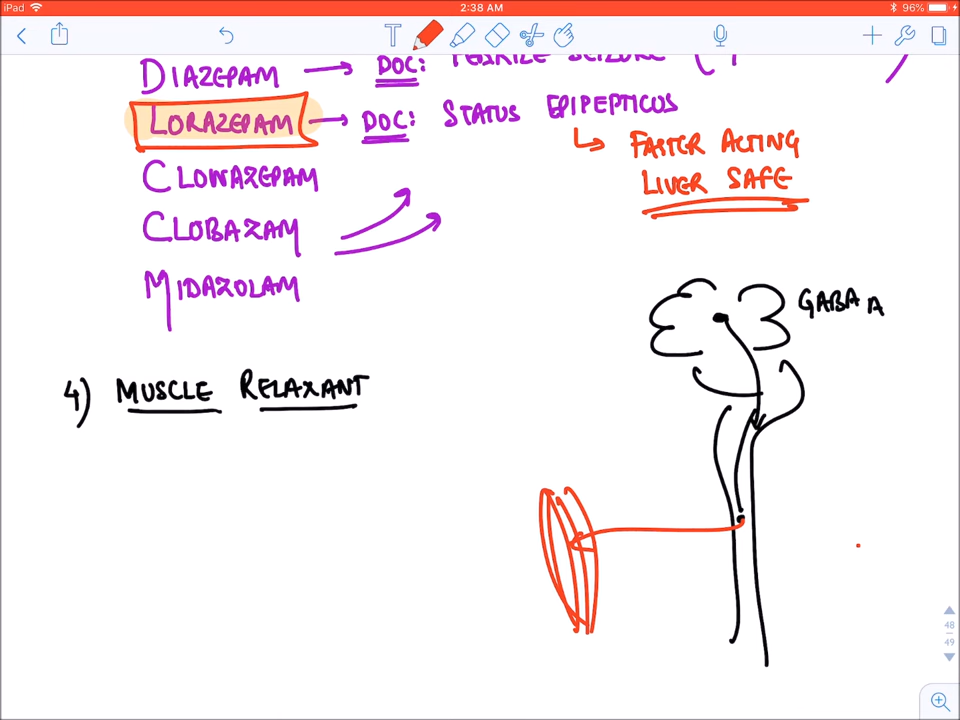 iPad 2:38 AM 96%
T
DIAZEPAM → DOC: SEIZURE (
LORAZEPAM → DOC: STATUS EPIPEPTICUS
FASTER ACTING
LIVER SAFE
CLONAZEPAM
CLOBAZAM
MIDAZOLAM
GABA A
4) MUSCLE RELAXANT
48
49